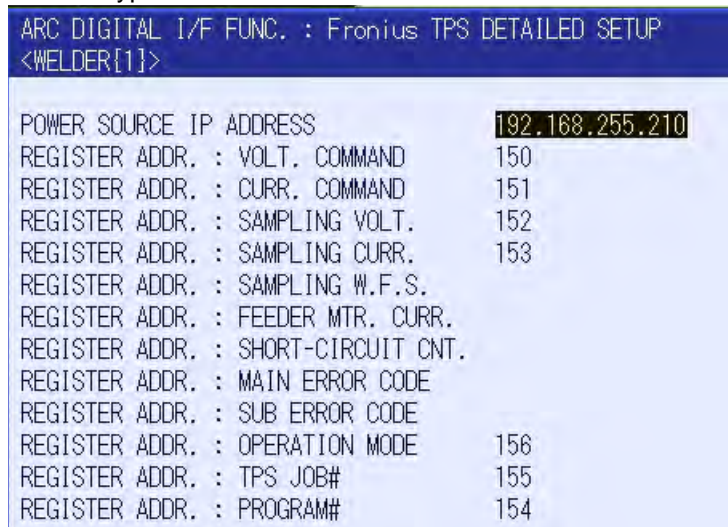 ARC DIGITAL I/F FUNC. : Fronius TPS DETAILED SETUP
<WELDER[1]>
POWER SOURCE IP ADDRESS 192.168.255.210
REGISTER ADDR. : VOLT. COMMAND 150
REGISTER ADDR. : CURR. COMMAND 151
REGISTER ADDR. : SAMPLING VOLT. 152
REGISTER ADDR. : SAMPLING CURR. 153
REGISTER ADDR. : SAMPLING W.F.S.
REGISTER ADDR. : FEEDER MTR. CURR.
REGISTER ADDR. : SHORT-CIRCUIT CNT.
REGISTER ADDR. : MAIN ERROR CODE
REGISTER ADDR. : SUB ERROR CODE
REGISTER ADDR. : OPERATION MODE 156
REGISTER ADDR. : TPS JOB# 155
REGISTER ADDR. : PROGRAM# 154